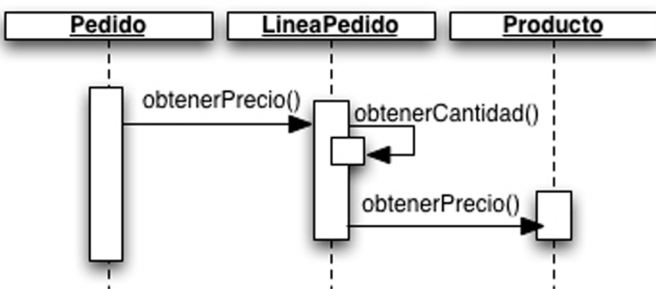 Pedido
LineaPedido
Producto
obtenerPrecio()
obtenerCantidad()
obtenerPrecio()